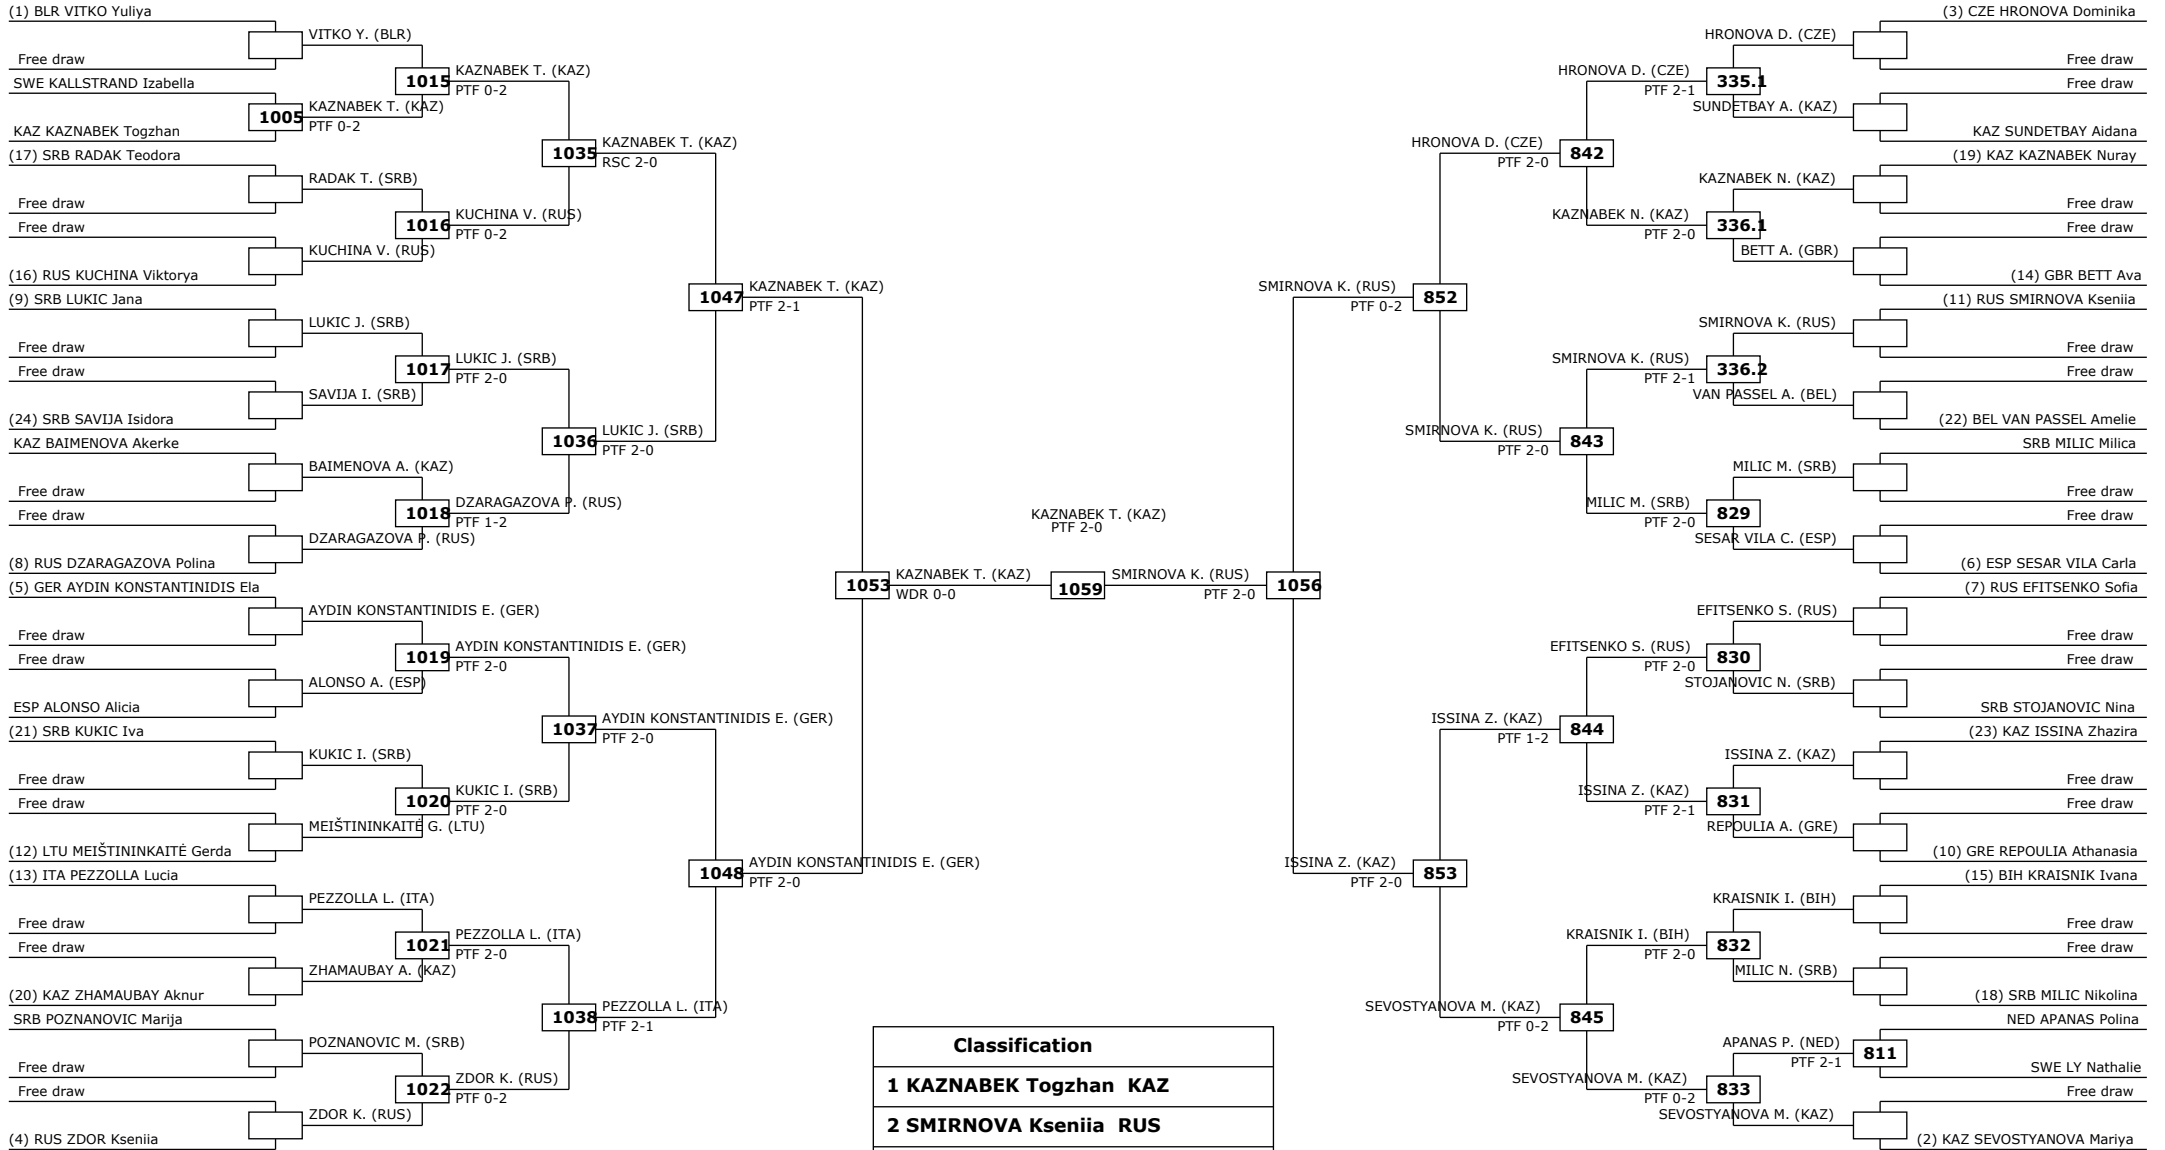 (1) BLR VITKO Yuliya
Free draw
SWE KALLSTRAND Izabella
KAZ KAZNABEK Togzhan
(17) SRB RADAK Teodora
Free draw
Free draw
(16) RUS KUCHINA Viktorya
(9) SRB LUKIC Jana
Free draw
Free draw
(24) SRB SAVIJA Isidora
KAZ BAIMENOVA Akerke
Free draw
Free draw
(8) RUS DZARAGAZOVA Polina
(5) GER AYDIN KONSTANTINIDIS Ela
Free draw
Free draw
ESP ALONSO Alicia
(21) SRB KUKIC Iva
Free draw
Free draw
(12) LTU MEIŠTININKAITĖ Gerda
(13) ITA PEZZOLLA Lucia
Free draw
Free draw
(20) KAZ ZHAMAUBAY Aknur
SRB POZNANOVIC Marija
Free draw
Free draw
(4) RUS ZDOR Kseniia
VITKO Y. (BLR)
1005
KAZNABEK T. (KAZ)
PTF 0-2
RADAK T. (SRB)
KUCHINA V. (RUS)
LUKIC J. (SRB)
SAVIJA I. (SRB)
BAIMENOVA A. (KAZ)
DZARAGAZOVA P. (RUS)
AYDIN KONSTANTINIDIS E. (GER)
ALONSO A. (ESP)
KUKIC I. (SRB)
MEIŠTININKAITĖ G. (LTU)
PEZZOLLA L. (ITA)
ZHAMAUBAY A. (KAZ)
POZNANOVIC M. (SRB)
ZDOR K. (RUS)
1015
KAZNABEK T. (KAZ)
PTF 0-2
1016
KUCHINA V. (RUS)
PTF 0-2
1017
LUKIC J. (SRB)
PTF 2-0
1018
DZARAGAZOVA P. (RUS)
PTF 1-2
1019
AYDIN KONSTANTINIDIS E. (GER)
PTF 2-0
1020
KUKIC I. (SRB)
PTF 2-0
1021
PEZZOLLA L. (ITA)
PTF 2-0
1022
ZDOR K. (RUS)
PTF 0-2
1035
KAZNABEK T. (KAZ)
RSC 2-0
1036
LUKIC J. (SRB)
PTF 2-0
1037
AYDIN KONSTANTINIDIS E. (GER)
PTF 2-0
1038
PEZZOLLA L. (ITA)
PTF 2-1
1047
KAZNABEK T. (KAZ)
PTF 2-1
1048
AYDIN KONSTANTINIDIS E. (GER)
PTF 2-0
1053
KAZNABEK T. (KAZ)
WDR 0-0
KAZNABEK T. (KAZ)
PTF 2-0
1059
SMIRNOVA K. (RUS)
PTF 2-0
1056
SMIRNOVA K. (RUS)
PTF 0-2
852
ISSINA Z. (KAZ)
PTF 2-0
853
HRONOVA D. (CZE)
PTF 2-0
842
SMIRNOVA K. (RUS)
PTF 2-0
843
ISSINA Z. (KAZ)
PTF 1-2
844
SEVOSTYANOVA M. (KAZ)
PTF 0-2
845
HRONOVA D. (CZE)
PTF 2-1
335.1
KAZNABEK N. (KAZ)
PTF 2-0
336.1
SMIRNOVA K. (RUS)
PTF 2-1
336.2
MILIC M. (SRB)
PTF 2-0
829
EFITSENKO S. (RUS)
PTF 2-0
830
ISSINA Z. (KAZ)
PTF 2-1
831
KRAISNIK I. (BIH)
PTF 2-0
832
SEVOSTYANOVA M. (KAZ)
PTF 0-2
833
HRONOVA D. (CZE)
SUNDETBAY A. (KAZ)
KAZNABEK N. (KAZ)
BETT A. (GBR)
SMIRNOVA K. (RUS)
VAN PASSEL A. (BEL)
MILIC M. (SRB)
SESAR VILA C. (ESP)
EFITSENKO S. (RUS)
STOJANOVIC N. (SRB)
ISSINA Z. (KAZ)
REPOULIA A. (GRE)
KRAISNIK I. (BIH)
MILIC N. (SRB)
APANAS P. (NED)
PTF 2-1
811
SEVOSTYANOVA M. (KAZ)
(3) CZE HRONOVA Dominika
Free draw
Free draw
KAZ SUNDETBAY Aidana
(19) KAZ KAZNABEK Nuray
Free draw
Free draw
(14) GBR BETT Ava
(11) RUS SMIRNOVA Kseniia
Free draw
Free draw
(22) BEL VAN PASSEL Amelie
SRB MILIC Milica
Free draw
Free draw
(6) ESP SESAR VILA Carla
(7) RUS EFITSENKO Sofia
Free draw
Free draw
SRB STOJANOVIC Nina
(23) KAZ ISSINA Zhazira
Free draw
Free draw
(10) GRE REPOULIA Athanasia
(15) BIH KRAISNIK Ivana
Free draw
Free draw
(18) SRB MILIC Nikolina
NED APANAS Polina
SWE LY Nathalie
Free draw
(2) KAZ SEVOSTYANOVA Mariya
Classification
1 KAZNABEK Togzhan KAZ
2 SMIRNOVA Kseniia RUS